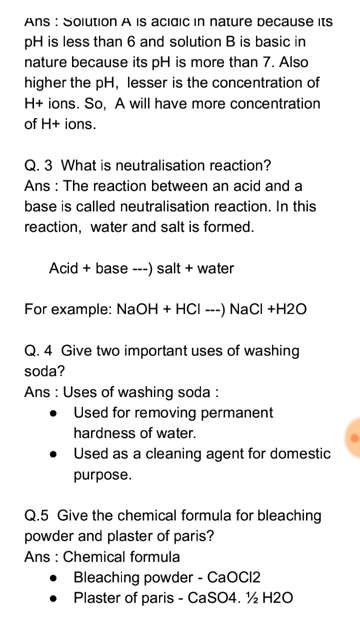 Ans : Solution A is acidic in nature because its
pH is less than 6 and solution B is basic in
nature because its pH is more than 7. Also
higher the pH, lesser is the concentration of
H+ ions. So, A will have more concentration
of H+ ions.
Q. 3 What is neutralisation reaction?
Ans : The reaction between an acid and a
base is called neutralisation reaction. In this
reaction, water and salt is formed.
Acid + base ---) salt + water
For example: NaOH + HCl ---) NaCl +H2O
Q. 4 Give two important uses of washing
soda?
Ans : Uses of washing soda :
● Used for removing permanent
hardness of water.
● Used as a cleaning agent for domestic
purpose.
Q.5 Give the chemical formula for bleaching
powder and plaster of paris?
Ans : Chemical formula
● Bleaching powder - CaOCl2
● Plaster of paris - CaSO4. ½ H2O